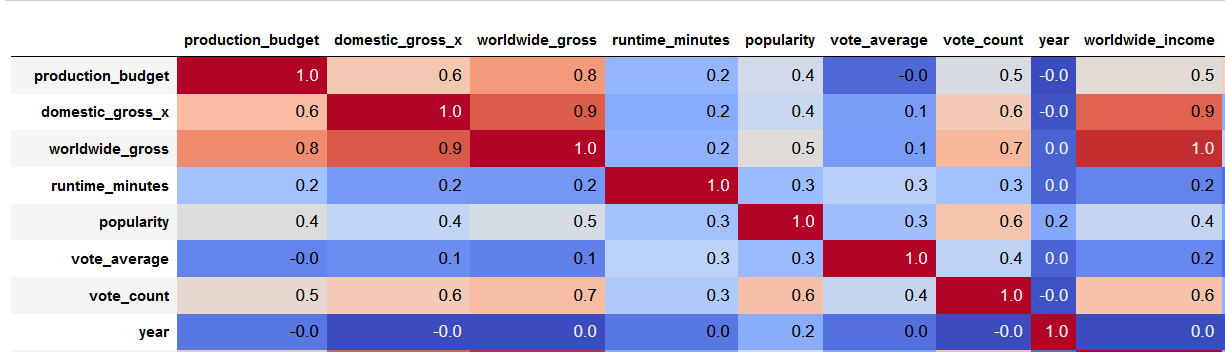 production_budget domestic_gross_x worldwide_gross runtime_minutes popularity vote_average vote_count year worldwide_income
production_budget 1.0 0.6 0.8 0.2 0.4 -0.0 0.5 -0.0 0.5
domestic_gross_x 0.6 1.0 0.9 0.2 0.4 0.1 0.6 -0.0 0.9
worldwide_gross 0.8 0.9 1.0 0.2 0.5 0.1 0.7 0.0 1.0
runtime_minutes 0.2 0.2 0.2 1.0 0.3 0.3 0.3 0.0 0.2
popularity 0.4 0.4 0.5 0.3 1.0 0.3 0.6 0.2 0.4
vote_average -0.0 0.1 0.1 0.3 0.3 1.0 0.4 0.0 0.2
vote_count 0.5 0.6 0.7 0.3 0.6 0.4 1.0 -0.0 0.6
year -0.0 -0.0 0.0 0.0 0.2 0.0 -0.0 1.0 0.0